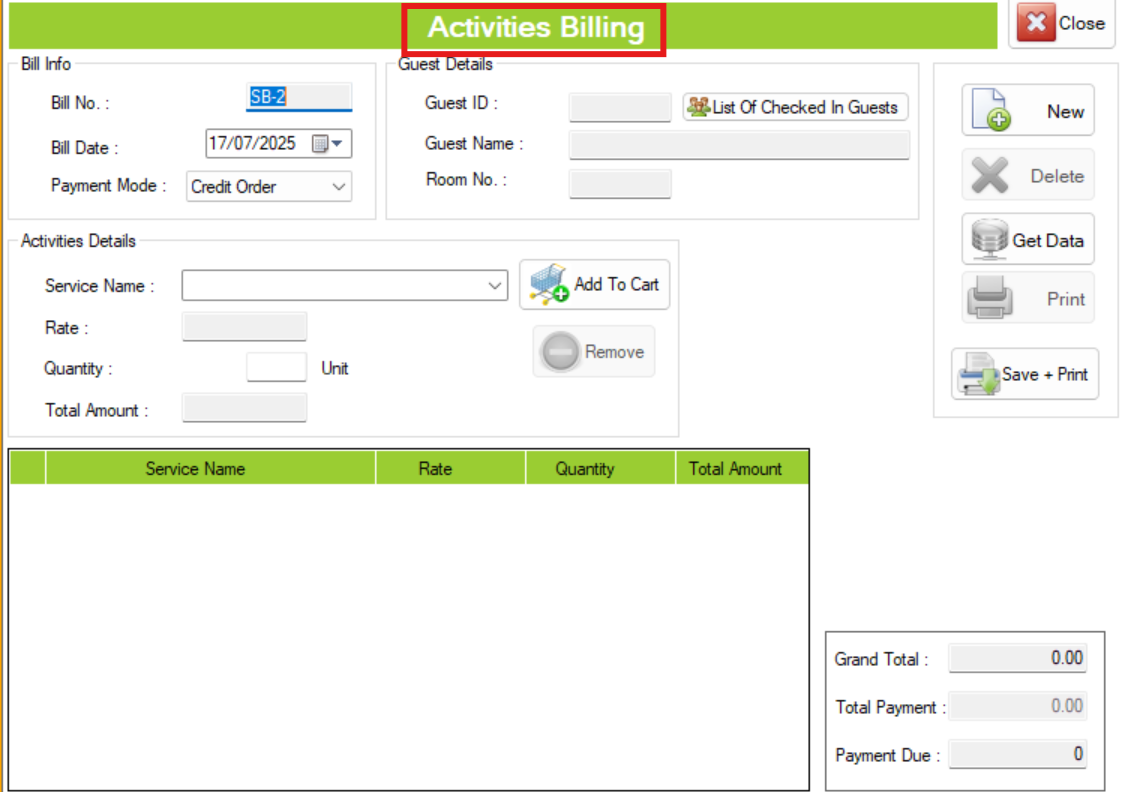 Activities Billing
Close
Bill Info
Bill No. :
SB-2
Bill Date :
17/07/2025
Payment Mode :
Credit Order
Guest Details
Guest ID :
List Of Checked In Guests
Guest Name :
Room No. :
New
Delete
Get Data
Print
Save + Print
Activities Details
Service Name :
Add To Cart
Rate :
Remove
Quantity :
Unit
Total Amount :
Service Name Rate Quantity Total Amount
Grand Total : 0.00
Total Payment : 0.00
Payment Due : 0